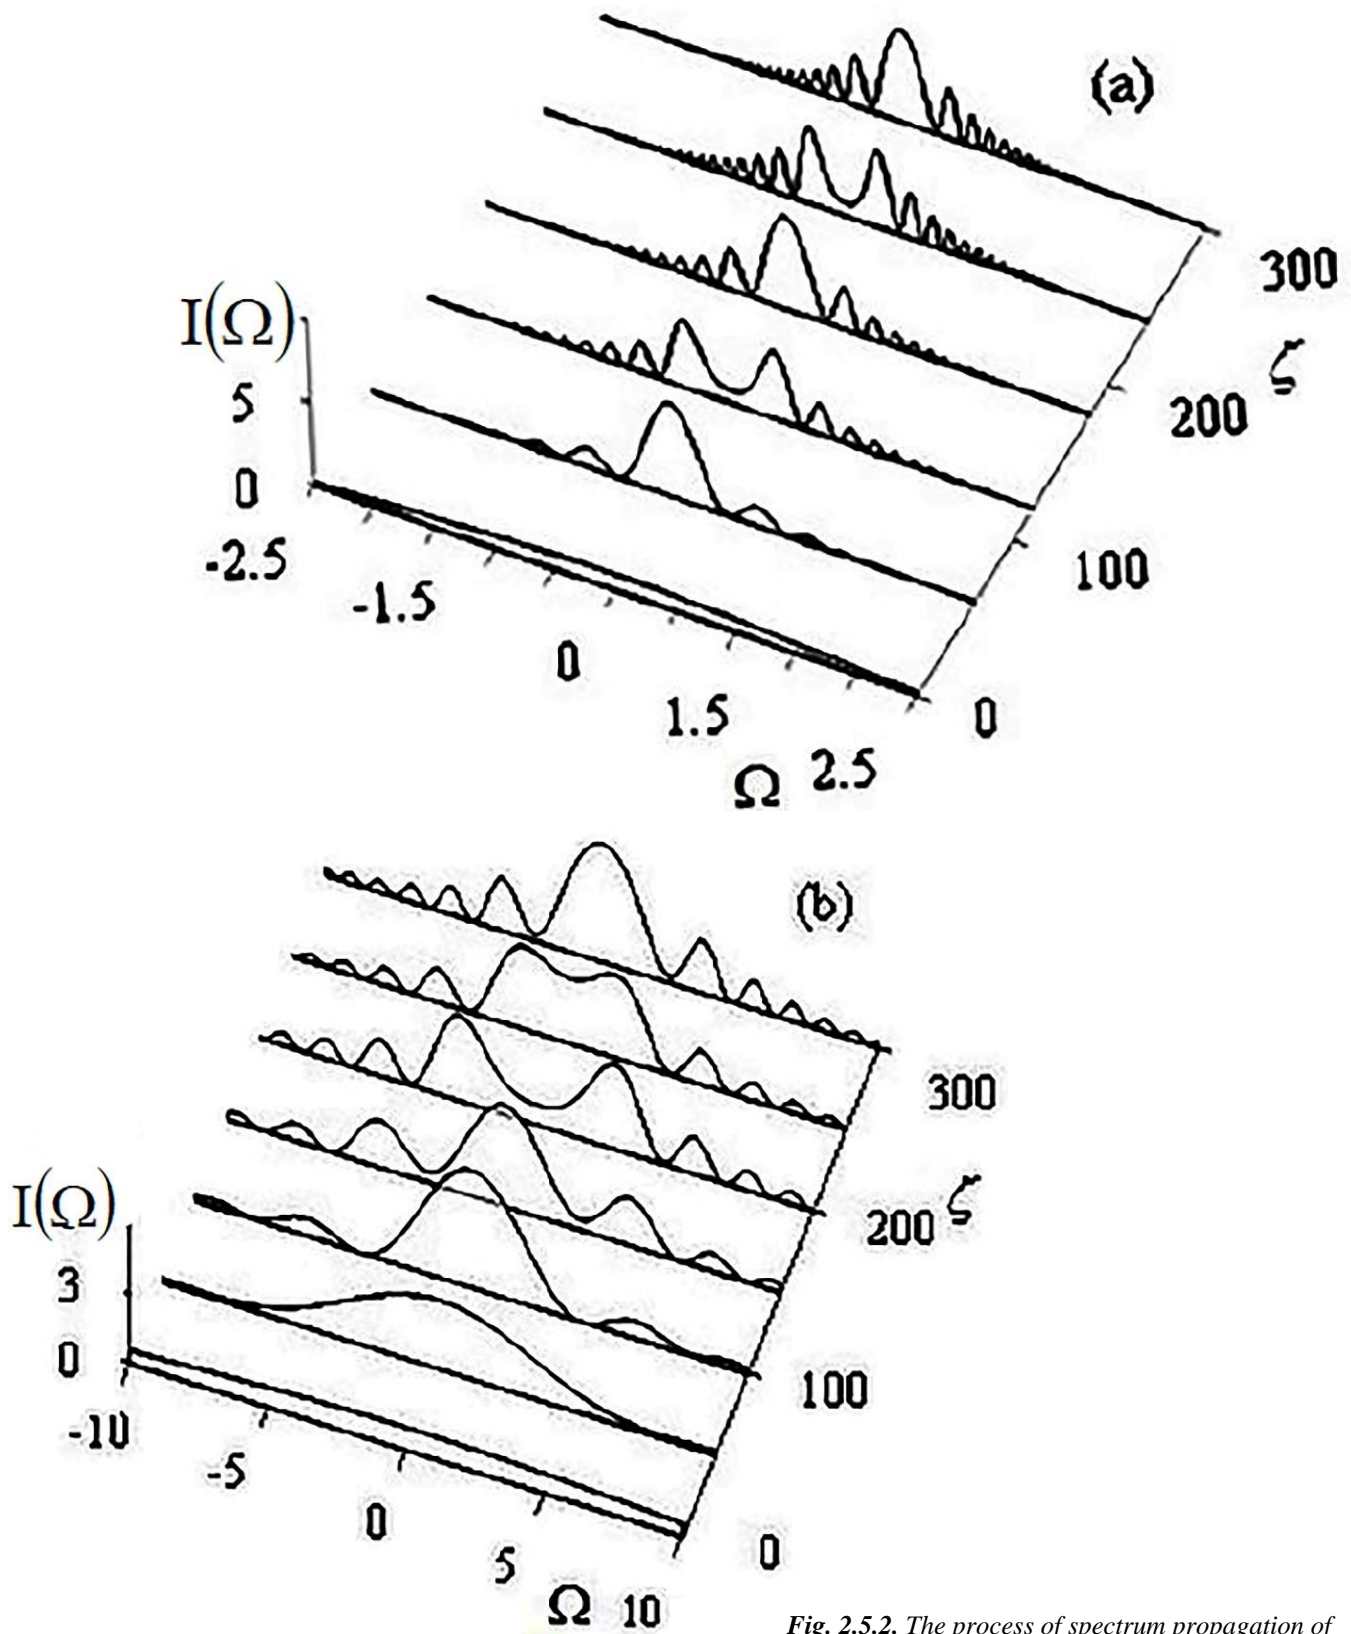 (a)
300
ζ
I(Ω)
200
5
0
100
-2.5
-1.5
0
0
1.5
2.5
Ω
(b)
300
I(Ω)
200 ζ
3
0
100
-10
-5
0
0
5
Ω 10
Fig. 2.5.2. The process of spectrum propagation of